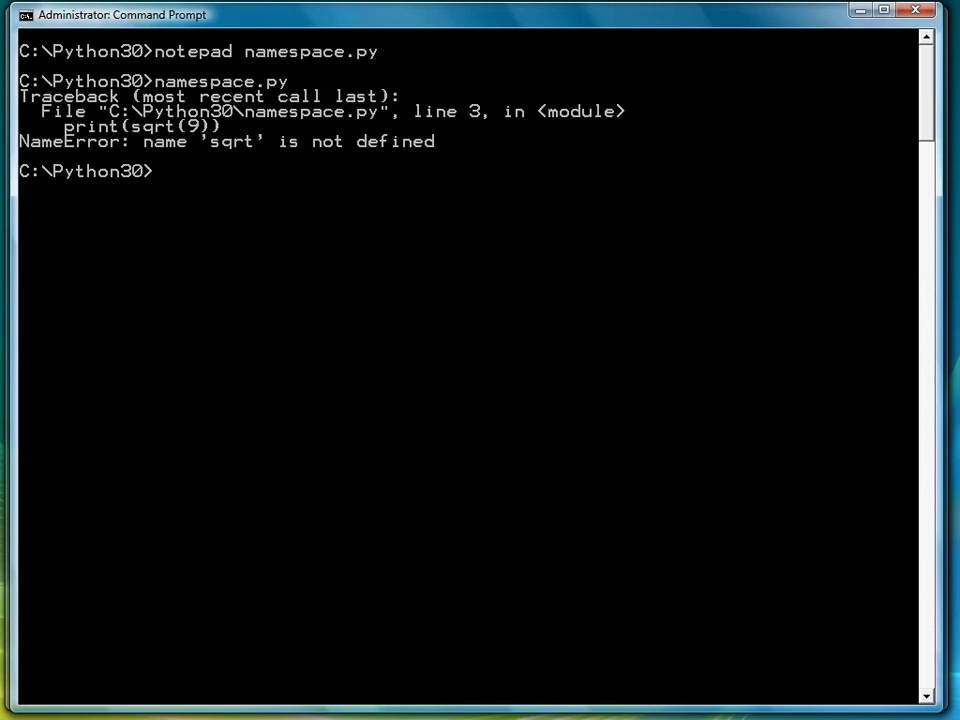 Administrator: Command Prompt
C:\Python30>notepad namespace.py
C:\Python30>namespace.py
Traceback (most recent call last):
  File "C:\Python30\namespace.py", line 3, in <module>
    print(sqrt(9))
NameError: name 'sqrt' is not defined
C:\Python30>